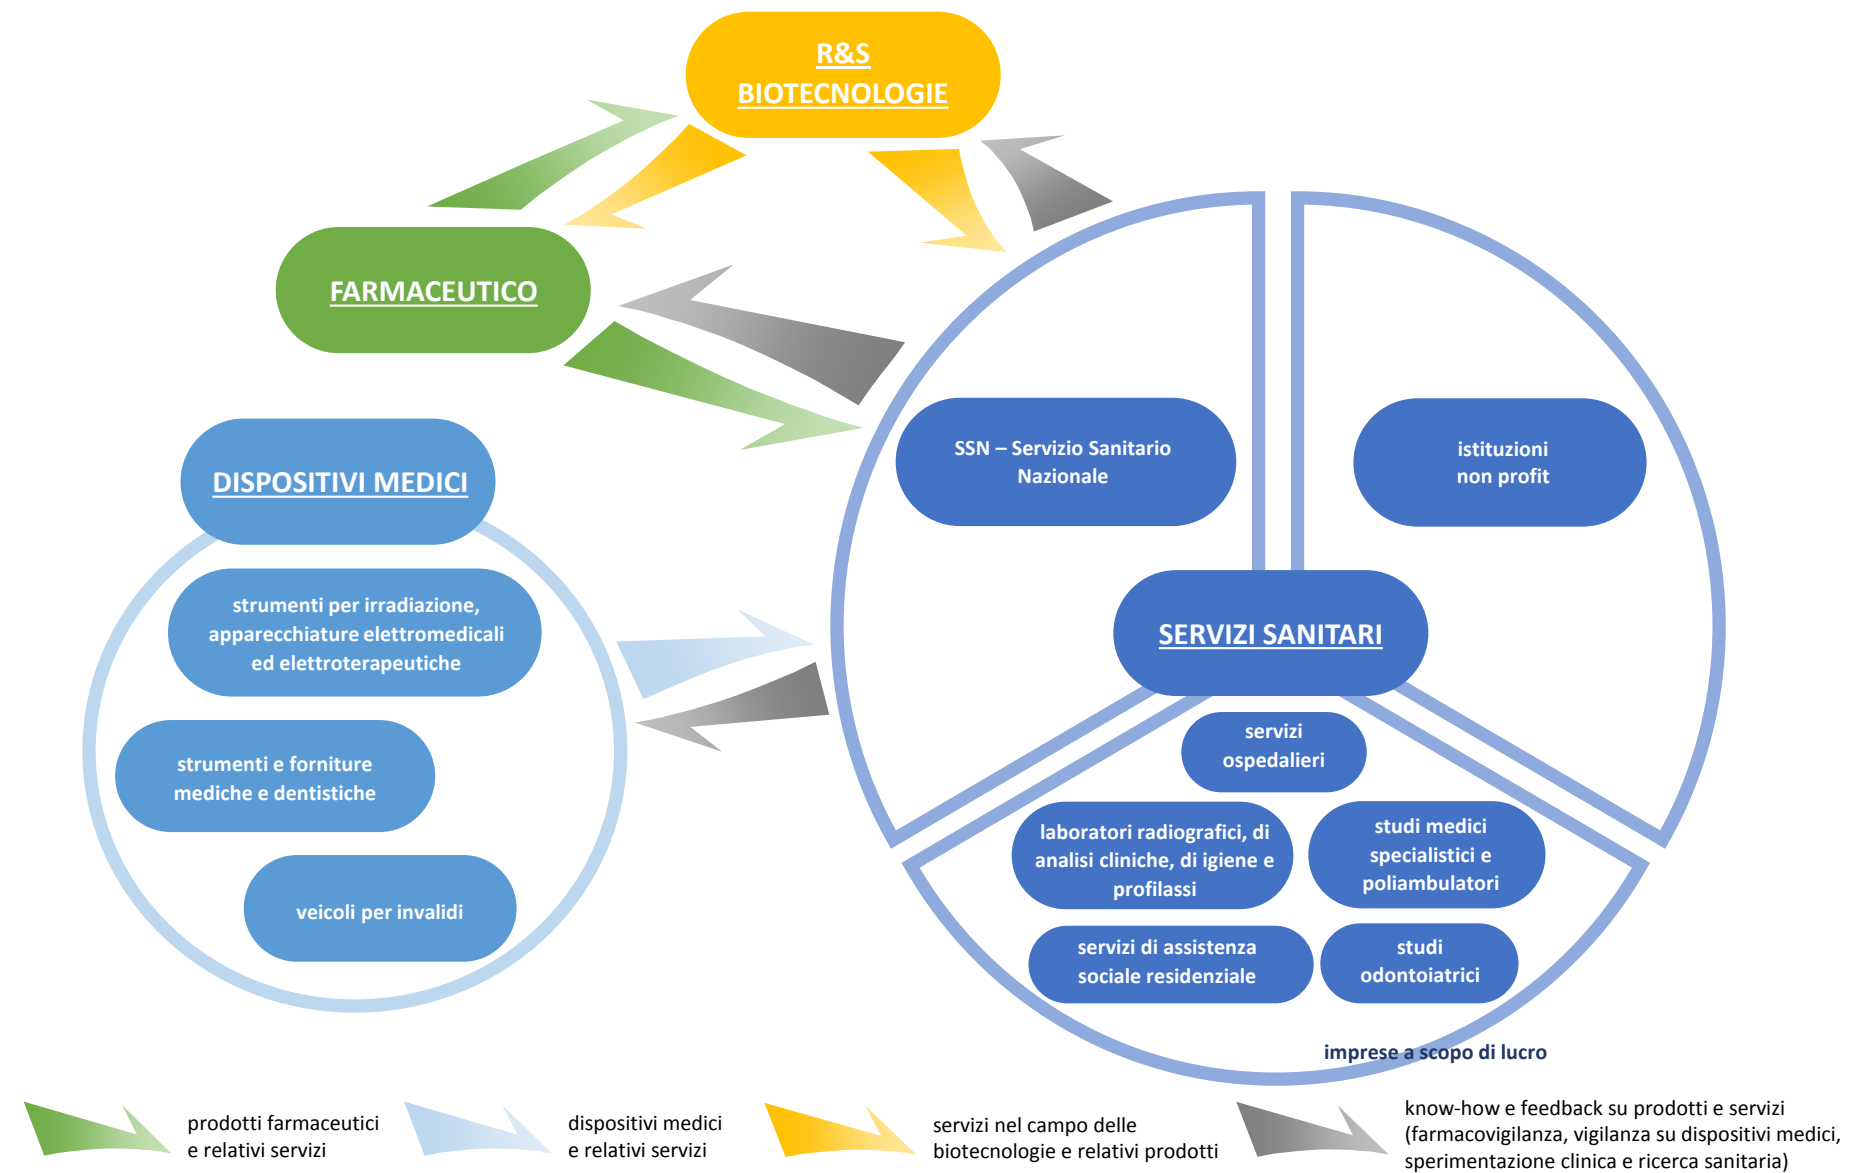 R&S
BIOTECNOLOGIE
FARMACEUTICO
DISPOSITIVI MEDICI
strumenti per irradiazione,
apparecchiature elettromedicali
ed elettroterapeutiche
strumenti e forniture
mediche e dentistiche
veicoli per invalidi
SSN – Servizio Sanitario
Nazionale
istituzioni
non profit
SERVIZI SANITARI
servizi
ospedalieri
laboratori radiografici, di
analisi cliniche, di igiene e
profilassi
studi medici
specialistici e
poliambulatori
servizi di assistenza
sociale residenziale
studi
odontoiatrici
imprese a scopo di lucro
prodotti farmaceutici
e relativi servizi
dispositivi medici
e relativi servizi
servizi nel campo delle
biotecnologie e relativi prodotti
know-how e feedback su prodotti e servizi
(farmacovigilanza, vigilanza su dispositivi medici,
sperimentazione clinica e ricerca sanitaria)